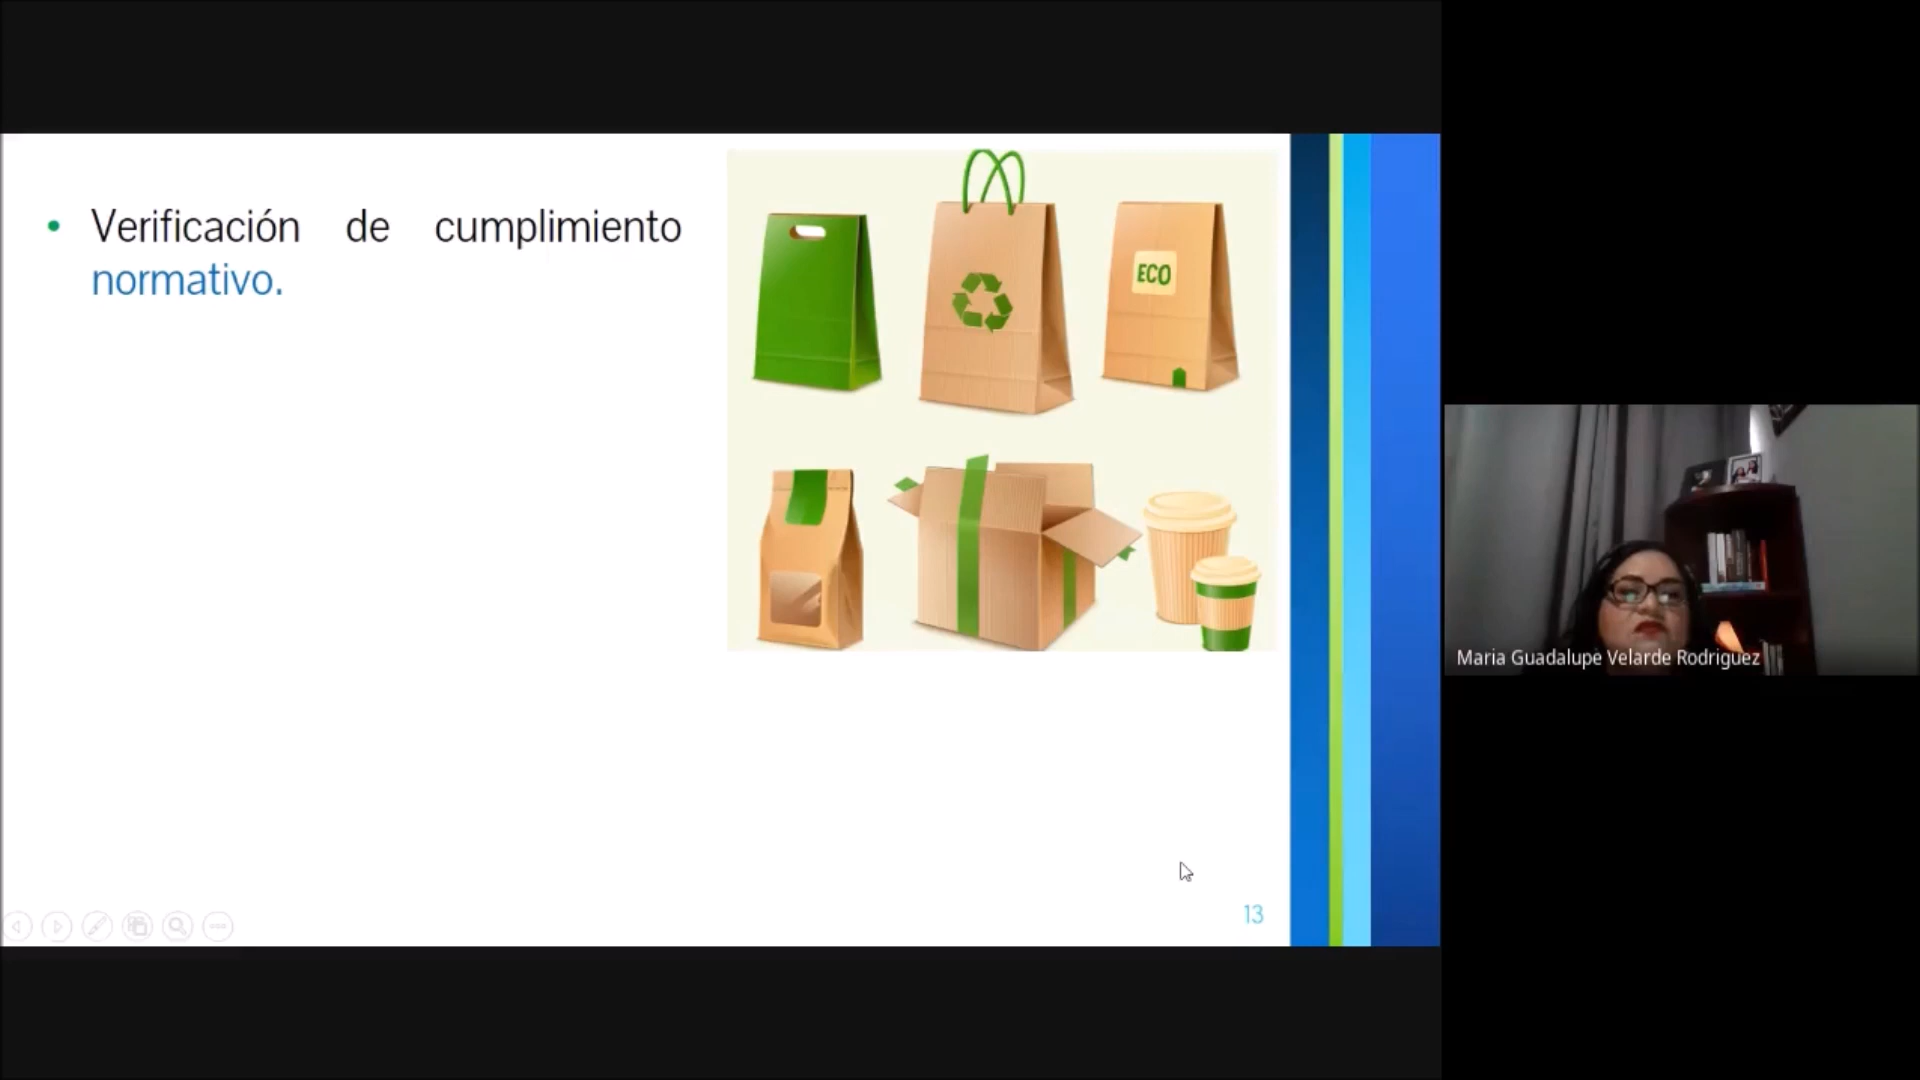 • Verificación de cumplimiento
normativo.
ECO
Maria Guadalupe Velarde Rodriguez
13